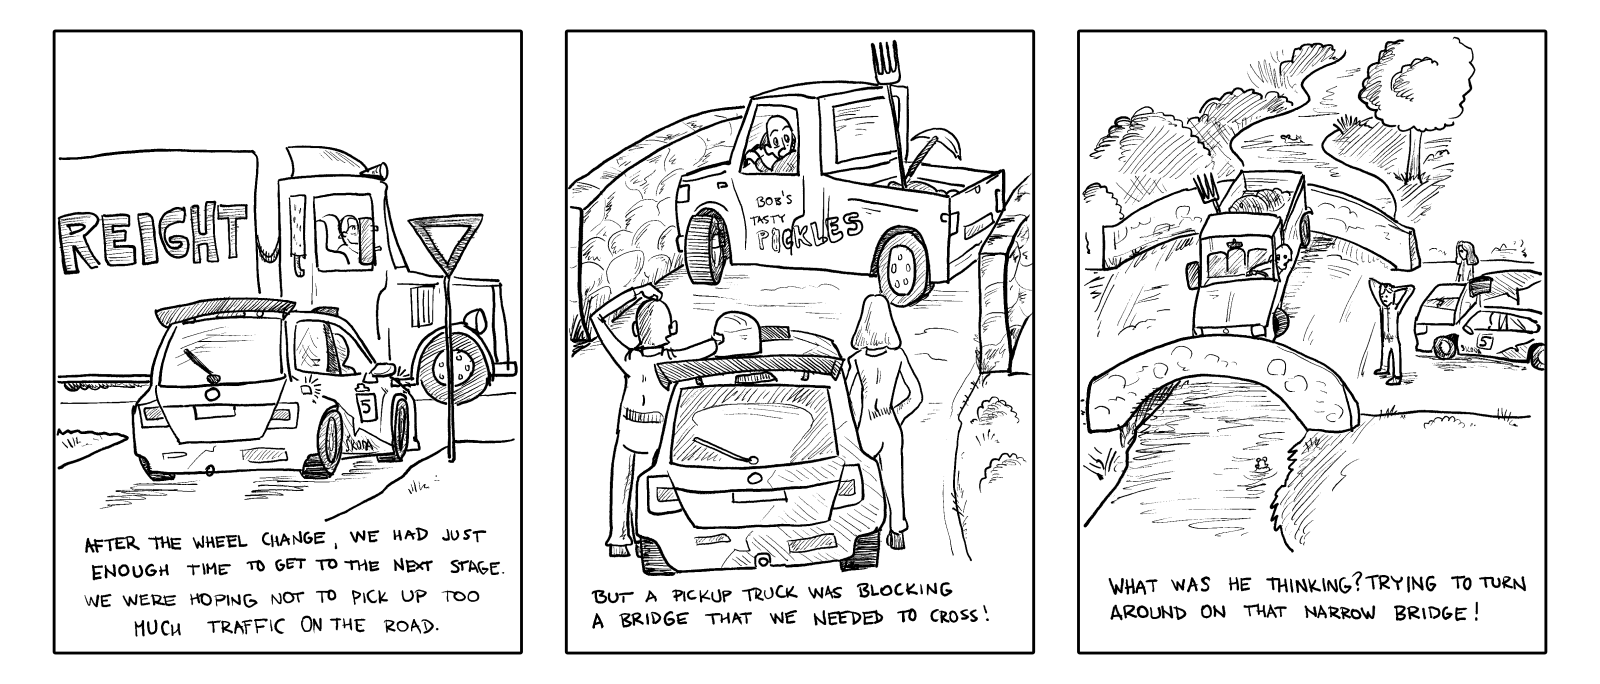 REIGHT
5
SKODA
AFTER THE WHEEL CHANGE, WE HAD JUST
ENOUGH TIME TO GET TO THE NEXT STAGE.
WE WERE HOPING NOT TO PICK UP TOO
MUCH TRAFFIC ON THE ROAD.
BOB'S
TASTY
PICKLES
BUT A PICKUP TRUCK WAS BLOCKING
A BRIDGE THAT WE NEEDED TO CROSS!
5
SKODA
WHAT WAS HE THINKING? TRYING TO TURN
AROUND ON THAT NARROW BRIDGE!